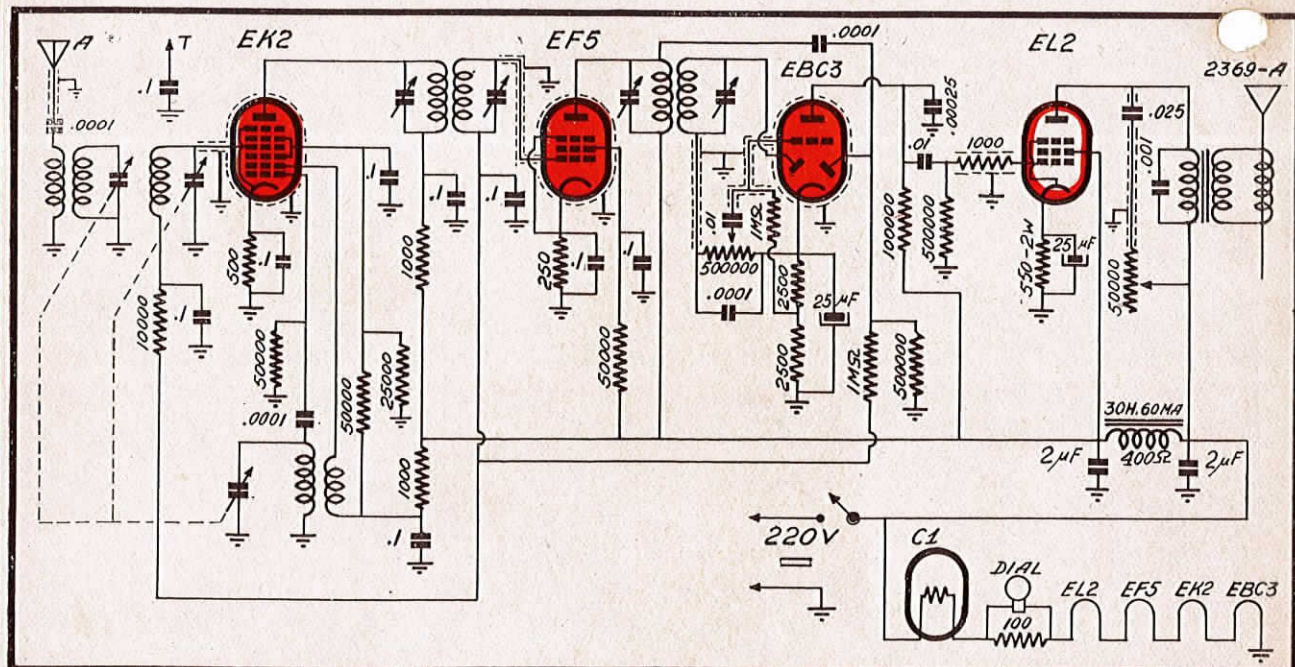 A
T
EK2
EF5
EBC3
.0001
EL2
2369-A
.1
.0001
.00025
.025
.01
1000
.001
.1
.1
.1
500
.1
1000
250
.1
.1
.01
1MΩ
500000
.0001
2500
25 µF
100000
500000
550-2W
25 µF
50000
10000
.1
50000
.0001
50000
25000
50000
2500
1MΩ
500000
1000
.1
30H.60MA
400Ω
2µF
2µF
220V
C1
DIAL
100
EL2
EF5
EK2
EBC3